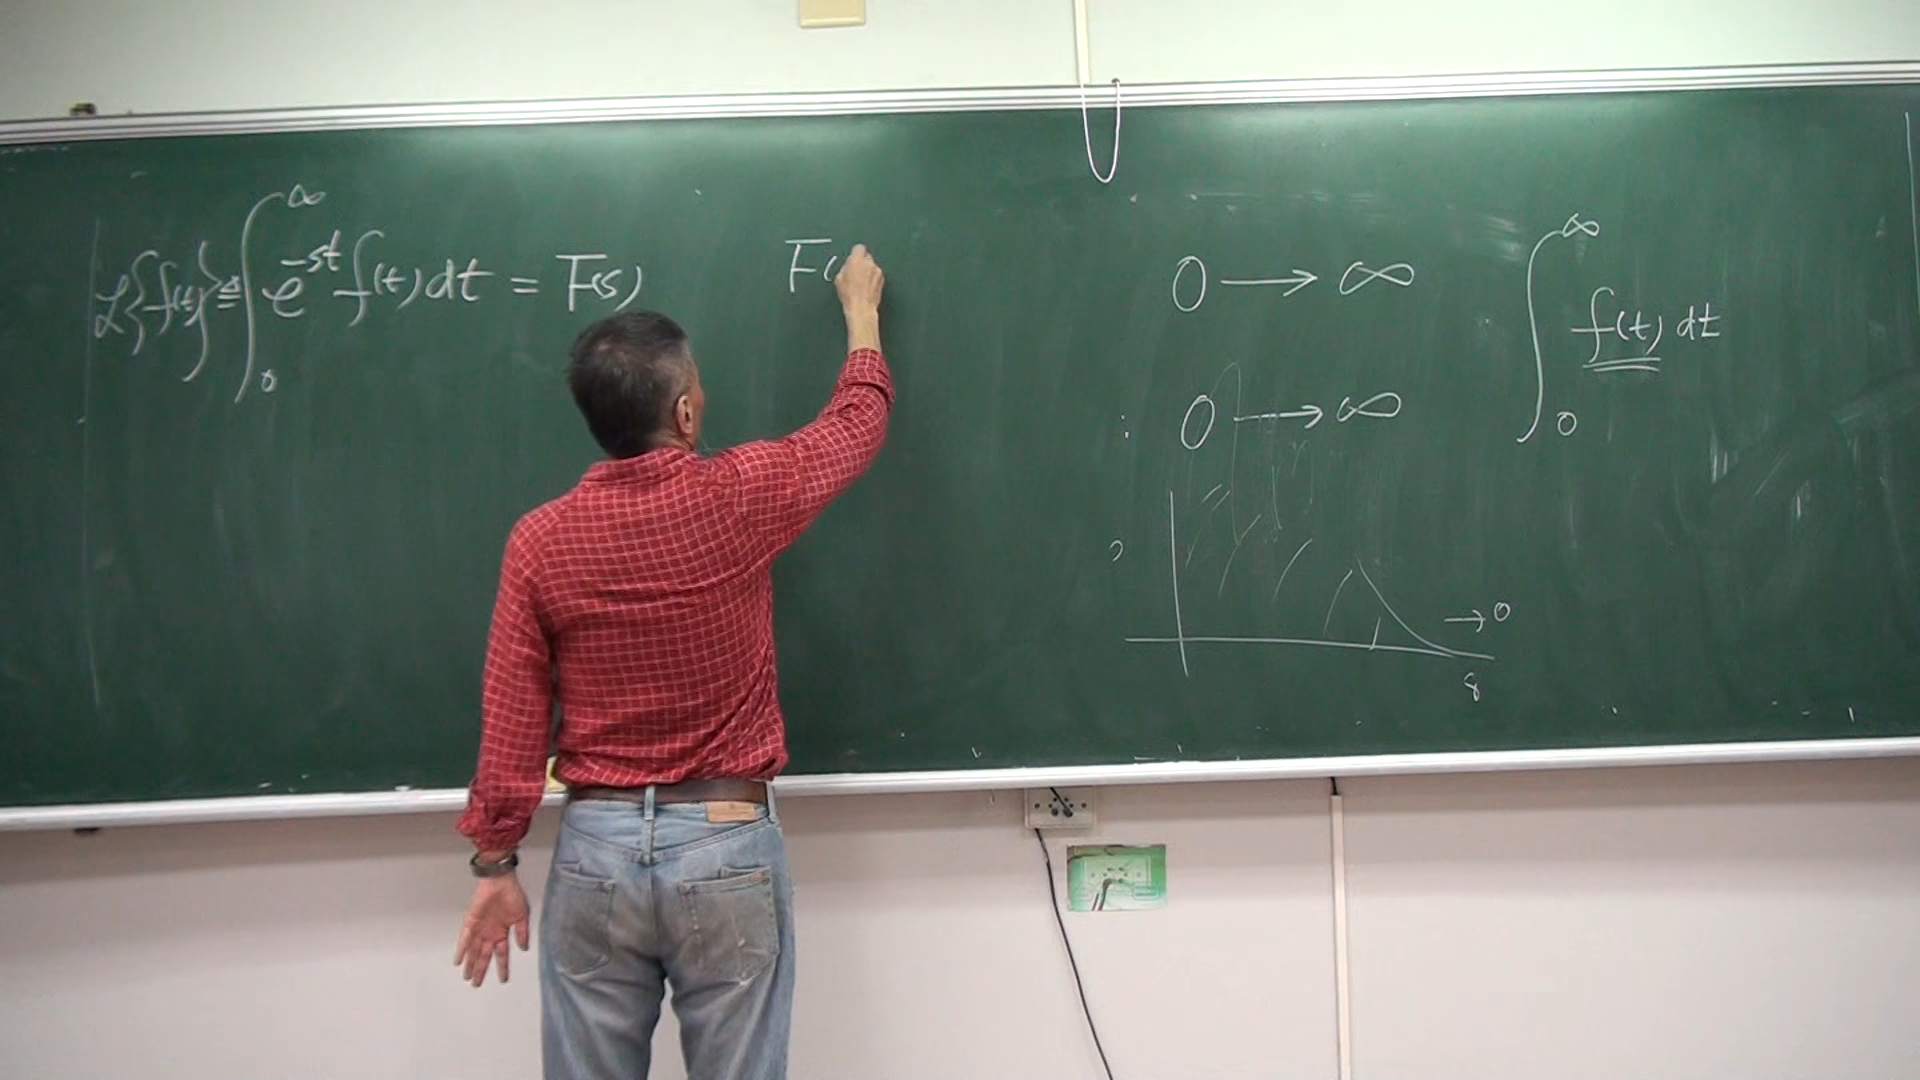 ℒ{f(t)} ≜ ∫₀^∞ e^{-st} f(t) dt = F(s)
F(
0 → ∞
∫₀^∞ f(t) dt
0 → ∞
→ 0